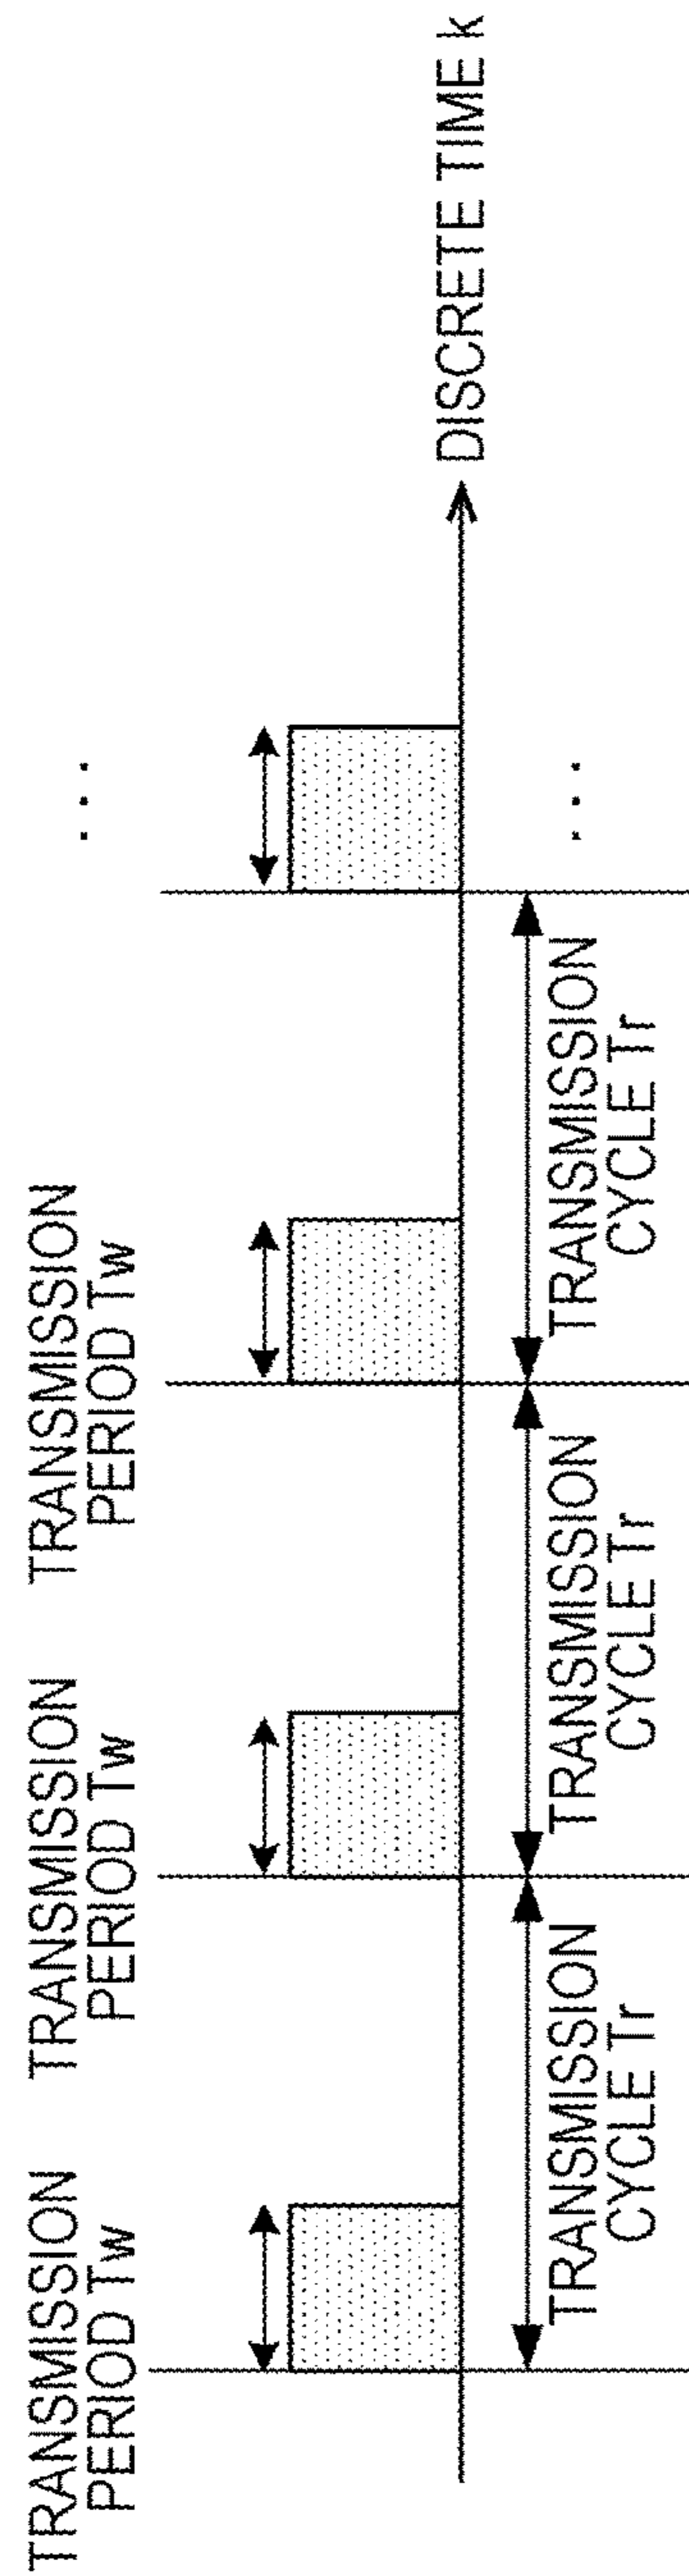 TRANSMISSION
PERIOD Tw
TRANSMISSION
PERIOD Tw
TRANSMISSION
PERIOD Tw
. . .
DISCRETE TIME k
TRANSMISSION
CYCLE Tr
TRANSMISSION
CYCLE Tr
TRANSMISSION
CYCLE Tr
. . .